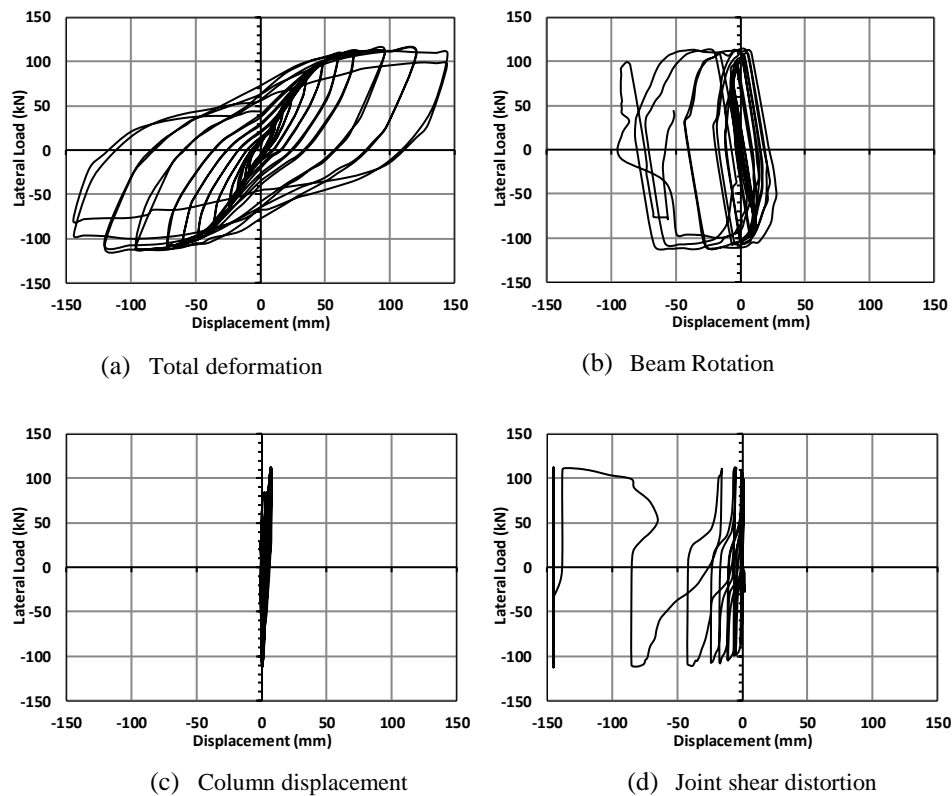 150
100
50
0
-50
-100
-150
Lateral Load (kN)
-150 -100 -50 0 50 100 150
Displacement (mm)
(a) Total deformation
150
100
50
0
-50
-100
-150
Lateral Load (kN)
-150 -100 -50 0 50 100 150
Displacement (mm)
(b) Beam Rotation
150
100
50
0
-50
-100
-150
Lateral Load (kN)
-150 -100 -50 0 50 100 150
Displacement (mm)
(c) Column displacement
150
100
50
0
-50
-100
-150
Lateral Load (kN)
-150 -100 -50 0 50 100 150
Displacement (mm)
(d) Joint shear distortion